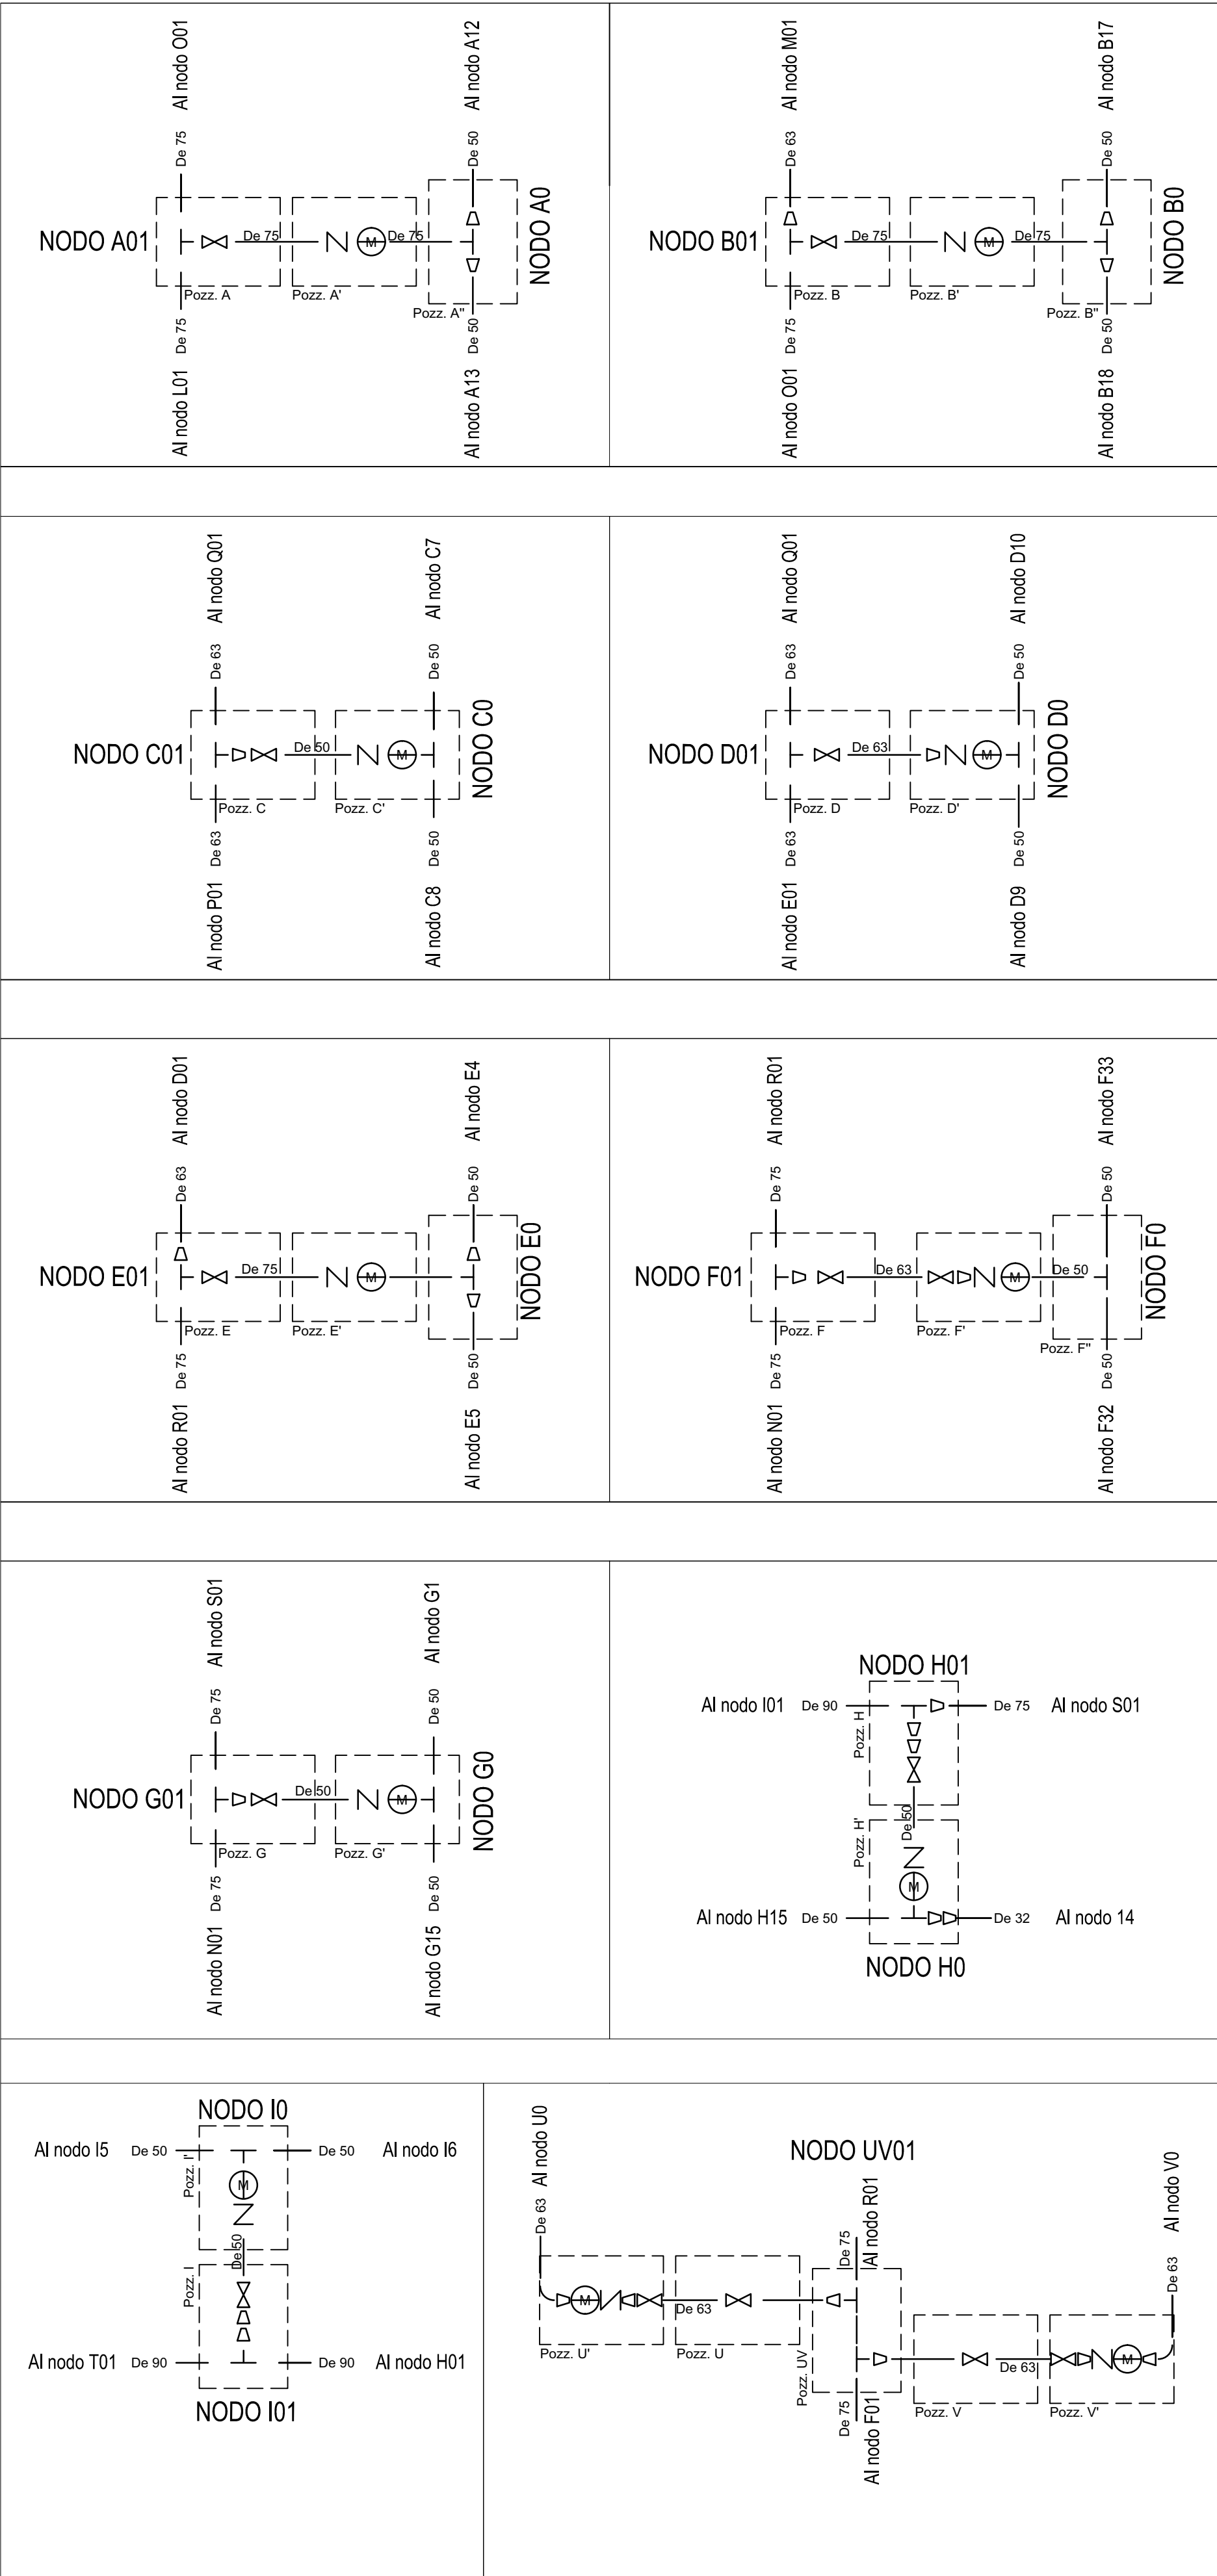 Al nodo O01
De 75
NODO A01
De 75
Al nodo L01
Pozz. A
De 75
Pozz. A'
M
De 75
Al nodo A12
De 50
NODO A0
Pozz. A''
De 50
Al nodo A13
Al nodo M01
De 63
NODO B01
De 75
Al nodo O01
Pozz. B
De 75
Pozz. B'
M
De 75
Al nodo B17
De 50
NODO B0
Pozz. B''
De 50
Al nodo B18
Al nodo Q01
De 63
NODO C01
De 63
Al nodo P01
Pozz. C
De 50
Pozz. C'
M
Al nodo C7
De 50
NODO C0
De 50
Al nodo C8
Al nodo Q01
De 63
NODO D01
De 63
Al nodo E01
Pozz. D
De 63
Pozz. D'
M
Al nodo D10
De 50
NODO D0
De 50
Al nodo D9
Al nodo D01
De 63
NODO E01
De 75
Al nodo R01
Pozz. E
De 75
Pozz. E'
M
Al nodo E4
De 50
NODO E0
De 50
Al nodo E5
Al nodo R01
De 75
NODO F01
De 75
Al nodo N01
Pozz. F
De 63
Pozz. F'
M
De 50
Al nodo F33
De 50
NODO F0
Pozz. F''
De 50
Al nodo F32
Al nodo S01
De 75
NODO G01
De 75
Al nodo N01
Pozz. G
De 50
Pozz. G'
M
Al nodo G1
De 50
NODO G0
De 50
Al nodo G15
NODO H01
Al nodo I01
De 90
Pozz. H
De 75
Al nodo S01
De 50
Pozz. H'
M
Al nodo H15
De 50
De 32
Al nodo 14
NODO H0
NODO I0
Al nodo I5
De 50
Pozz. I'
De 50
Al nodo I6
M
De 50
Pozz. I
Al nodo T01
De 90
De 90
Al nodo H01
NODO I01
NODO UV01
Al nodo U0
De 63
M
Pozz. U'
De 63
Pozz. U
Al nodo R01
De 75
Pozz. UV
De 75
Al nodo F01
Pozz. V
De 63
Pozz. V'
M
De 63
Al nodo V0